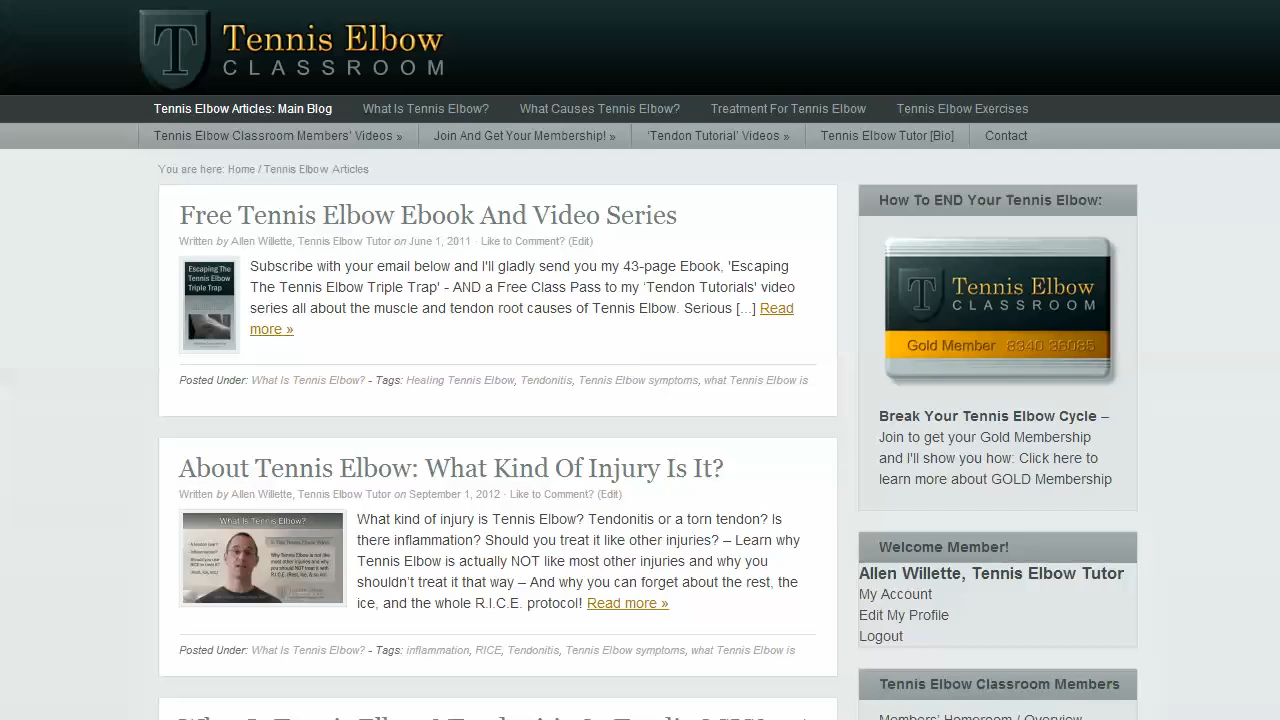 Tennis Elbow
CLASSROOM
Tennis Elbow Articles: Main Blog What Is Tennis Elbow? What Causes Tennis Elbow? Treatment For Tennis Elbow Tennis Elbow Exercises
Tennis Elbow Classroom Members' Videos » Join And Get Your Membership! » 'Tendon Tutorial' Videos » Tennis Elbow Tutor [Bio] Contact
You are here: Home / Tennis Elbow Articles
Free Tennis Elbow Ebook And Video Series
Written by Allen Willette, Tennis Elbow Tutor on June 1, 2011 · Like to Comment? (Edit)
Escaping The
Tennis Elbow
Triple Trap
Subscribe with your email below and I'll gladly send you my 43-page Ebook, 'Escaping
The Tennis Elbow Triple Trap' - AND a Free Class Pass to my 'Tendon Tutorials' video
series all about the muscle and tendon root causes of Tennis Elbow. Serious [...] Read
more »
Posted Under: What Is Tennis Elbow? - Tags: Healing Tennis Elbow, Tendonitis, Tennis Elbow symptoms, what Tennis Elbow is
About Tennis Elbow: What Kind Of Injury Is It?
Written by Allen Willette, Tennis Elbow Tutor on September 1, 2012 · Like to Comment? (Edit)
What Is Tennis Elbow?
What kind of injury is Tennis Elbow? Tendonitis or a torn tendon? Is
there inflammation? Should you treat it like other injuries? – Learn why
Tennis Elbow is actually NOT like most other injuries and why you
shouldn't treat it that way – And why you can forget about the rest, the
ice, and the whole R.I.C.E. protocol! Read more »
Posted Under: What Is Tennis Elbow? - Tags: inflammation, RICE, Tendonitis, Tennis Elbow symptoms, what Tennis Elbow is
How To END Your Tennis Elbow:
Tennis Elbow
CLASSROOM
Gold Member 8340 36085
Break Your Tennis Elbow Cycle –
Join to get your Gold Membership
and I'll show you how: Click here to
learn more about GOLD Membership
Welcome Member!
Allen Willette, Tennis Elbow Tutor
My Account
Edit My Profile
Logout
Tennis Elbow Classroom Members
Members' Homeroom / Overview